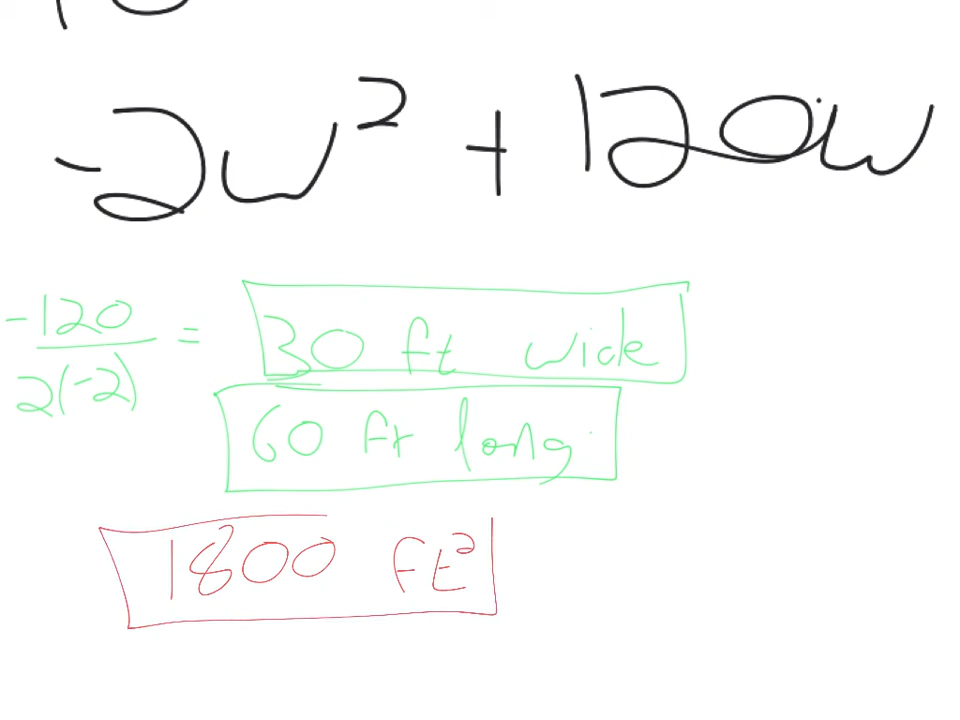 -2w² + 120w
-120 / 2(-2) = 30 ft wide
60 ft long
1800 ft²